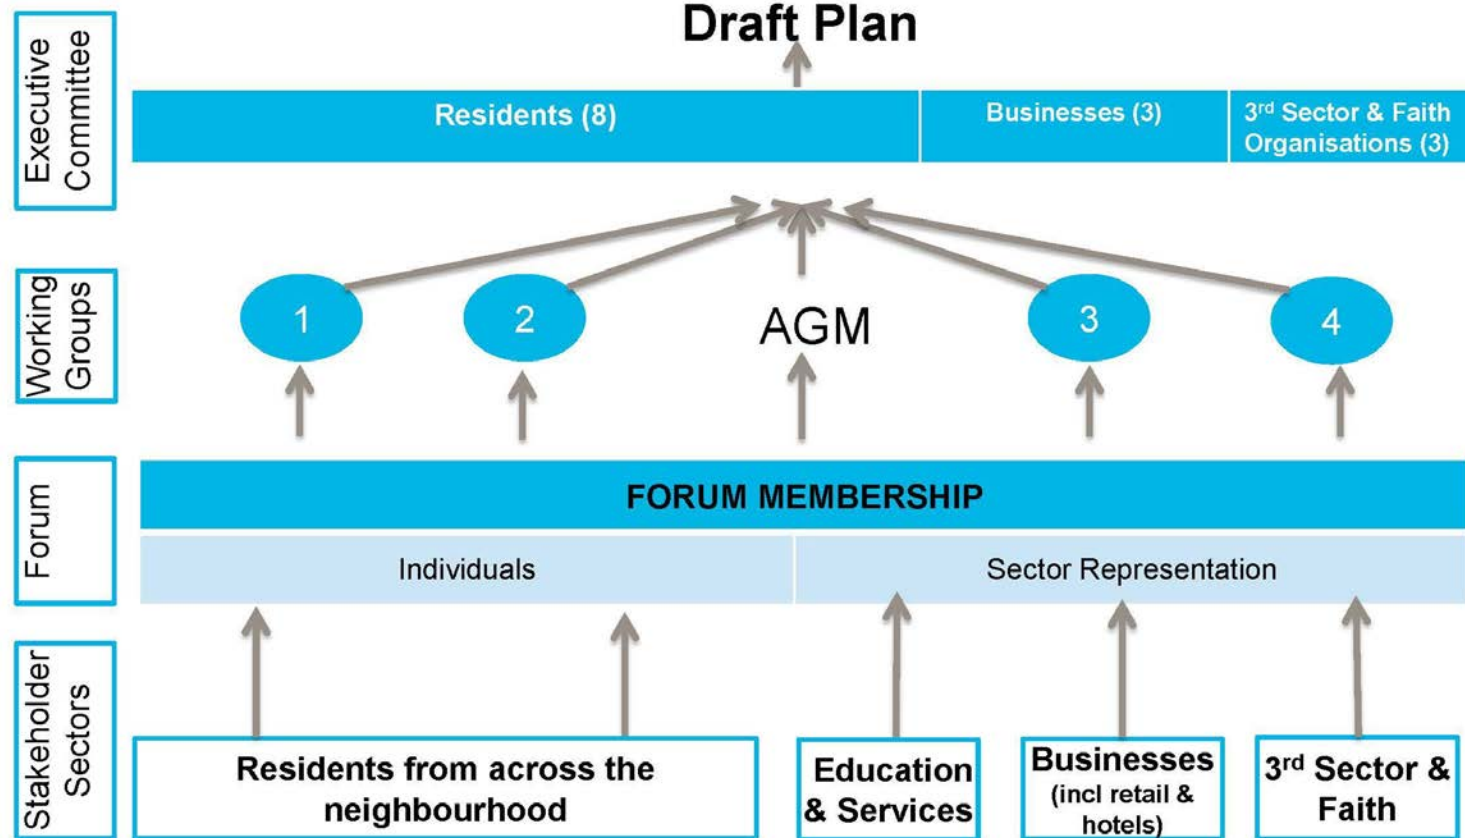 Draft Plan
Executive
Committee
Residents (8)
Businesses (3)
3rd Sector & Faith
Organisations (3)
Working
Groups
1
2
AGM
3
4
Forum
FORUM MEMBERSHIP
Individuals
Sector Representation
Stakeholder
Sectors
Residents from across the
neighbourhood
Education
& Services
Businesses
(incl retail &
hotels)
3rd Sector &
Faith